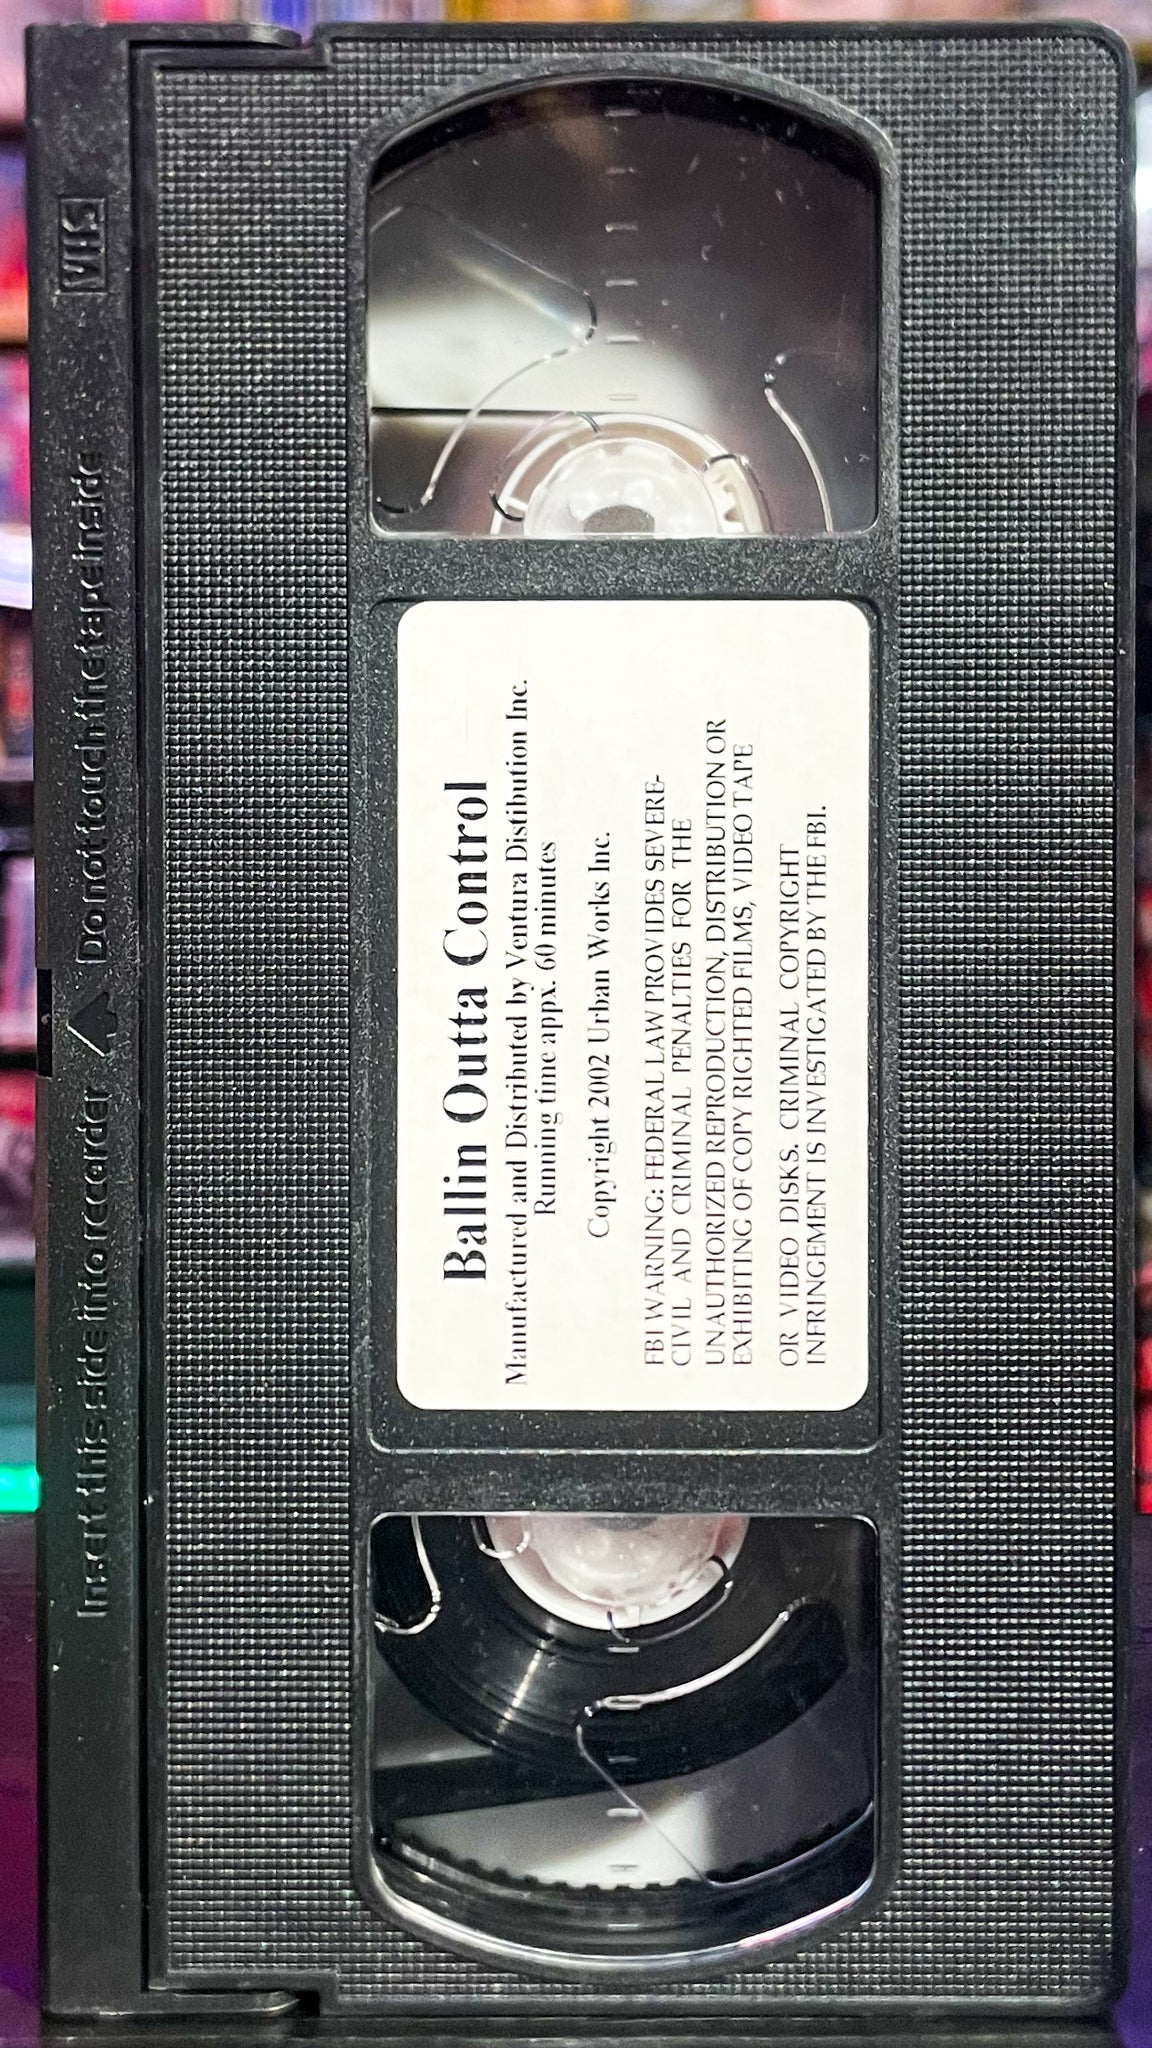 VHS
Insert this side into recorder
Do not touch the tape inside
Ballin Outta Control
Manufactured and Distributed by Ventura Distibution Inc.
Running time appx. 60 minutes
Copyright 2002 Urban Works Inc.
FBI WARNING: FEDERAL LAW PROVIDES SEVERE-
CIVIL AND CRIMINAL PENALTIES FOR THE
UNAUTHORIZED REPRODUCTION, DISTRIBUTION OR
EXHIBITING OF COPYRIGHTED FILMS, VIDEO TAPE
OR VIDEO DISKS. CRIMINAL COPYRIGHT
INFRINGEMENT IS INVESTIGATED BY THE FBI.